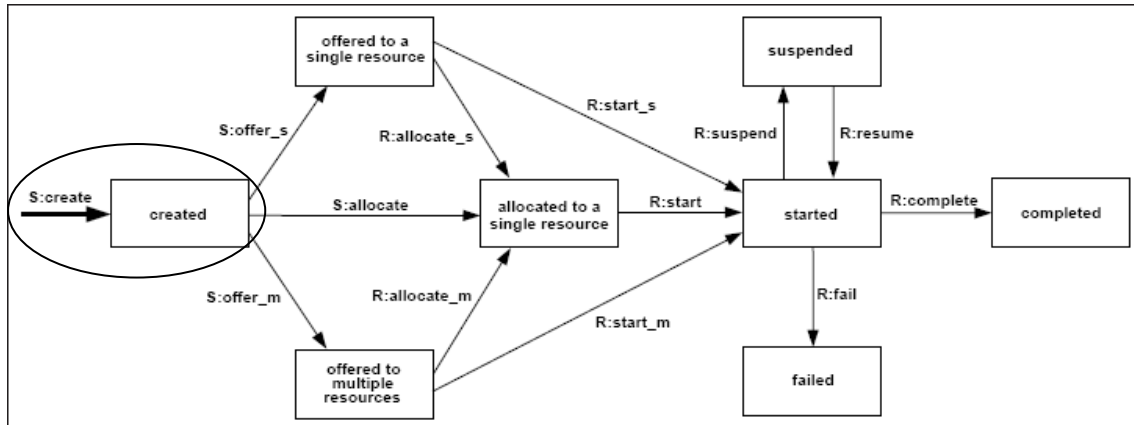 offered to a
single resource
suspended
R:start_s
S:offer_s
R:suspend
R:resume
R:allocate_s
S:create
created
S:allocate
allocated to a
single resource
R:start
started
R:complete
completed
S:offer_m
R:allocate_m
R:fail
R:start_m
offered to
multiple
resources
failed